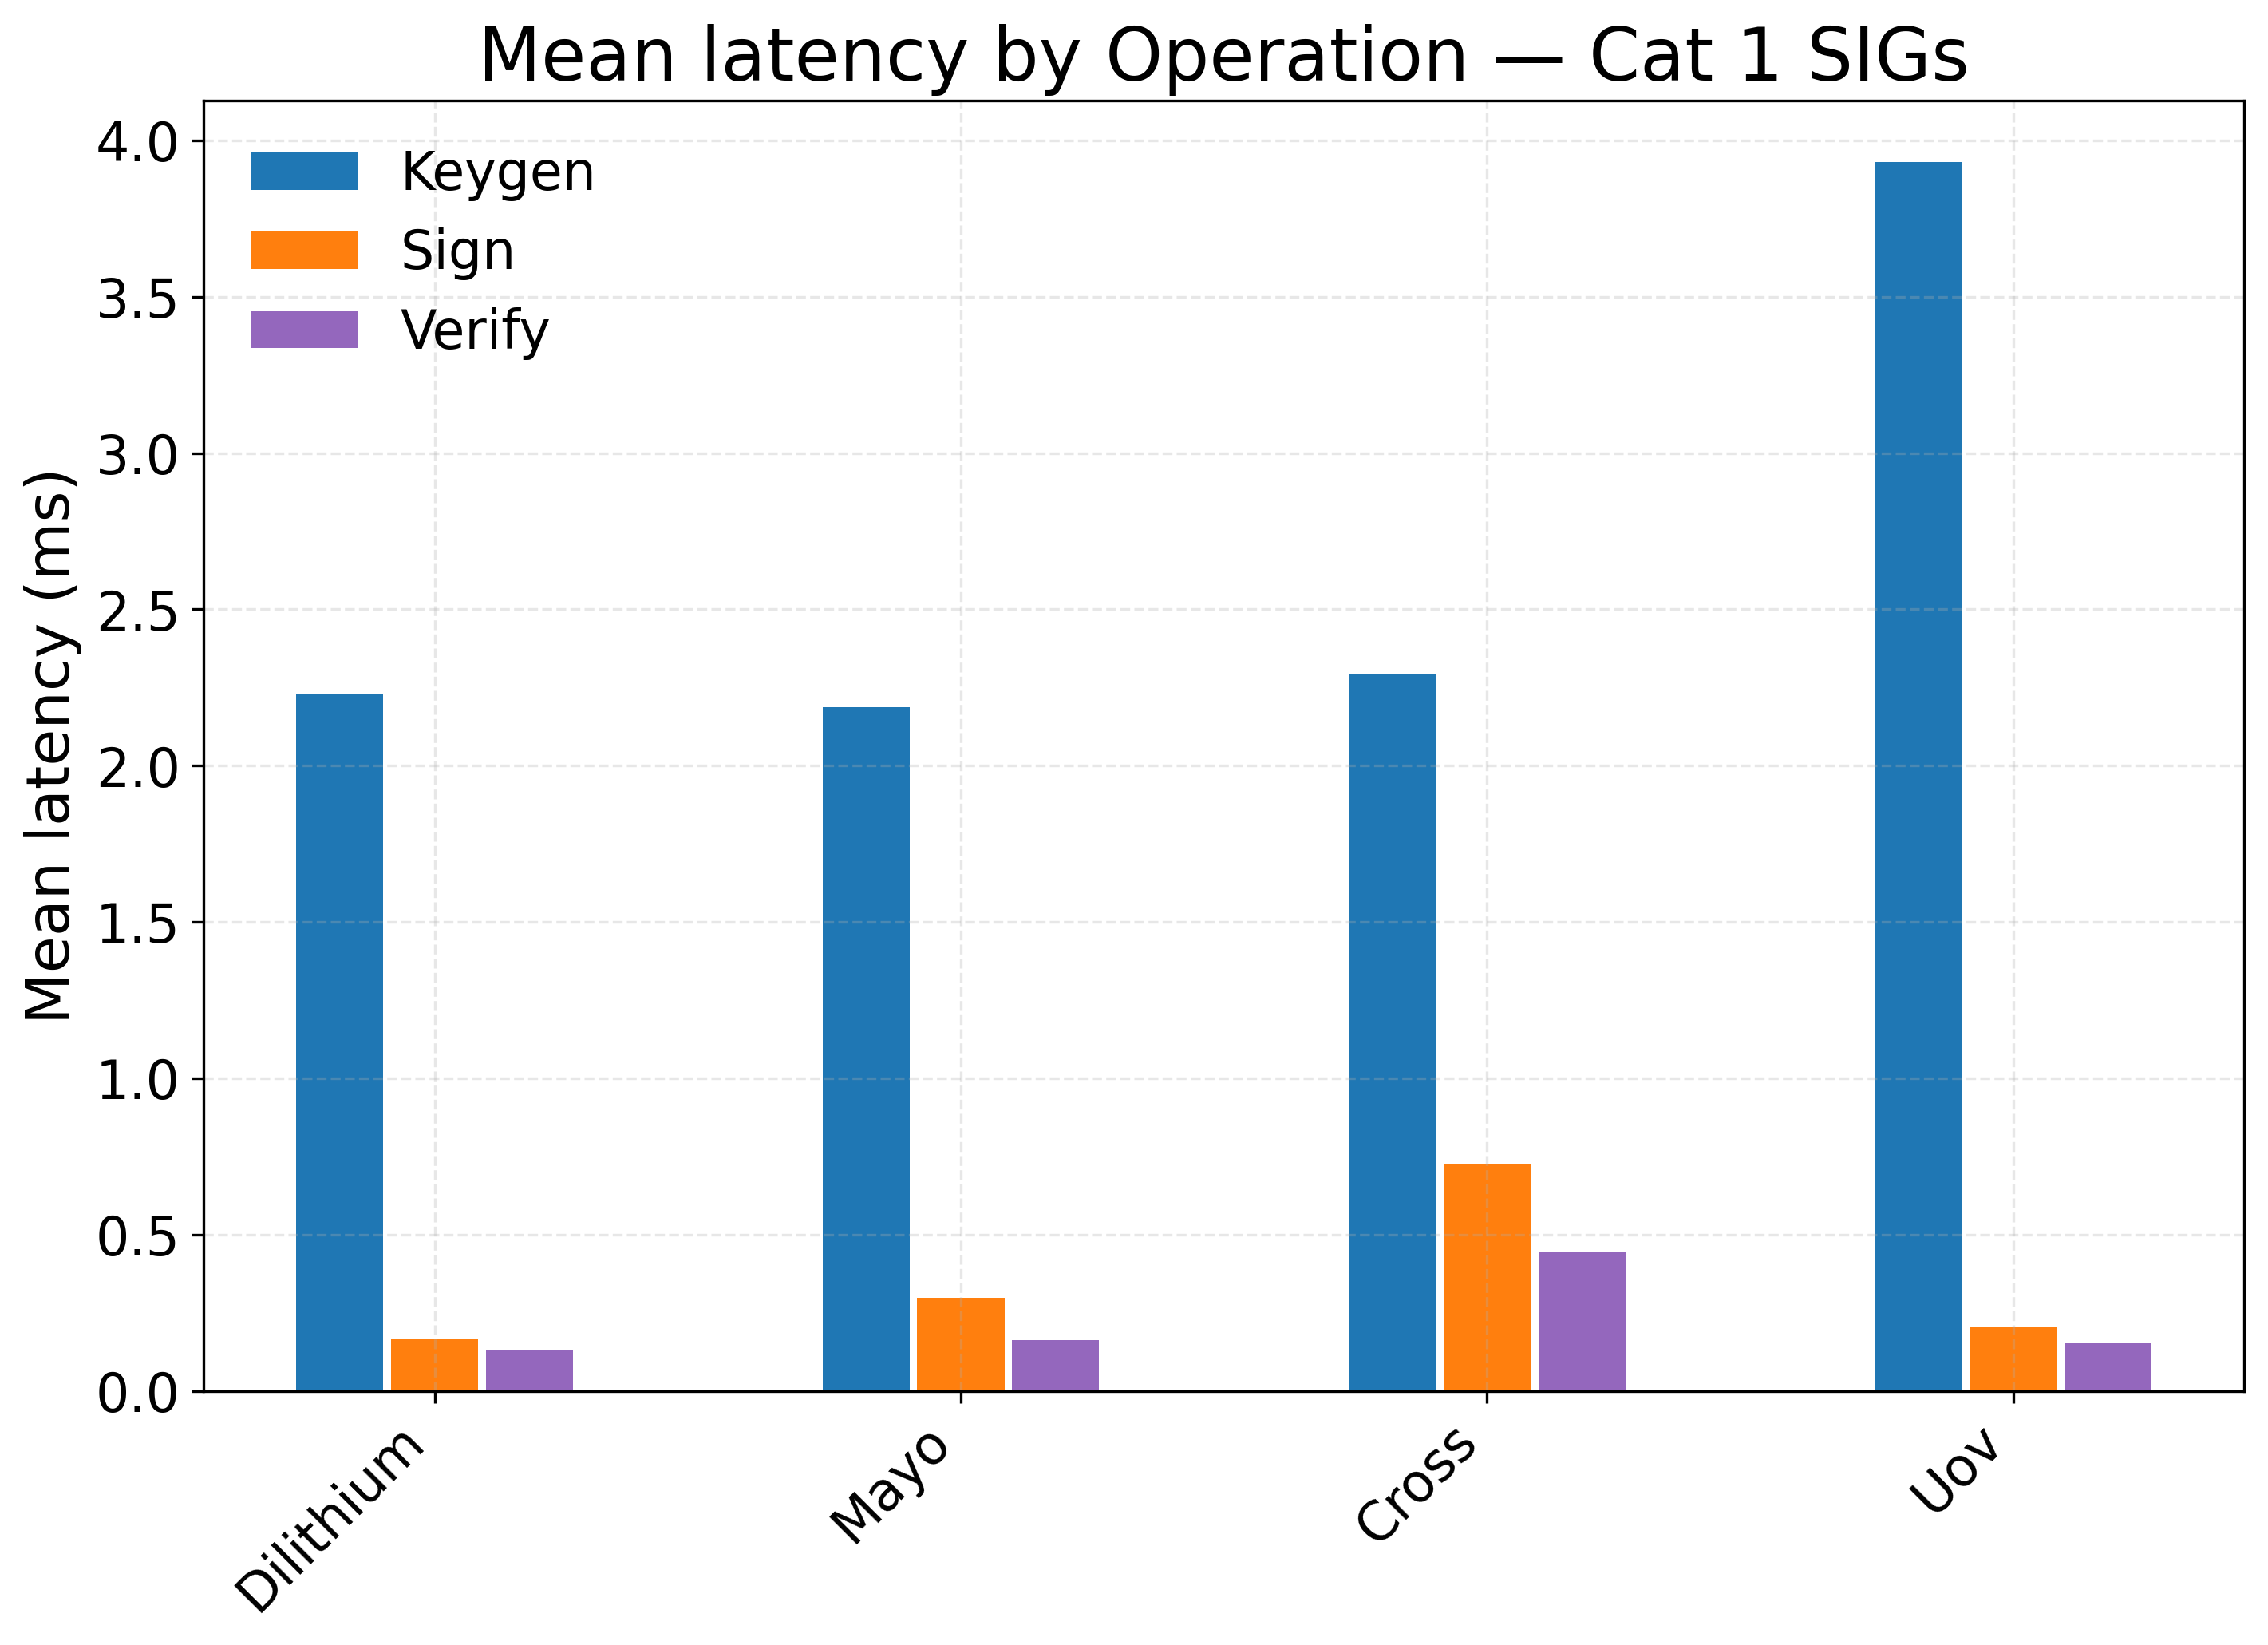 Mean latency by Operation — Cat 1 SIGs
Mean latency (ms)
4.0
3.5
3.0
2.5
2.0
1.5
1.0
0.5
0.0
Keygen
Sign
Verify
Dilithium
Mayo
Cross
Uov